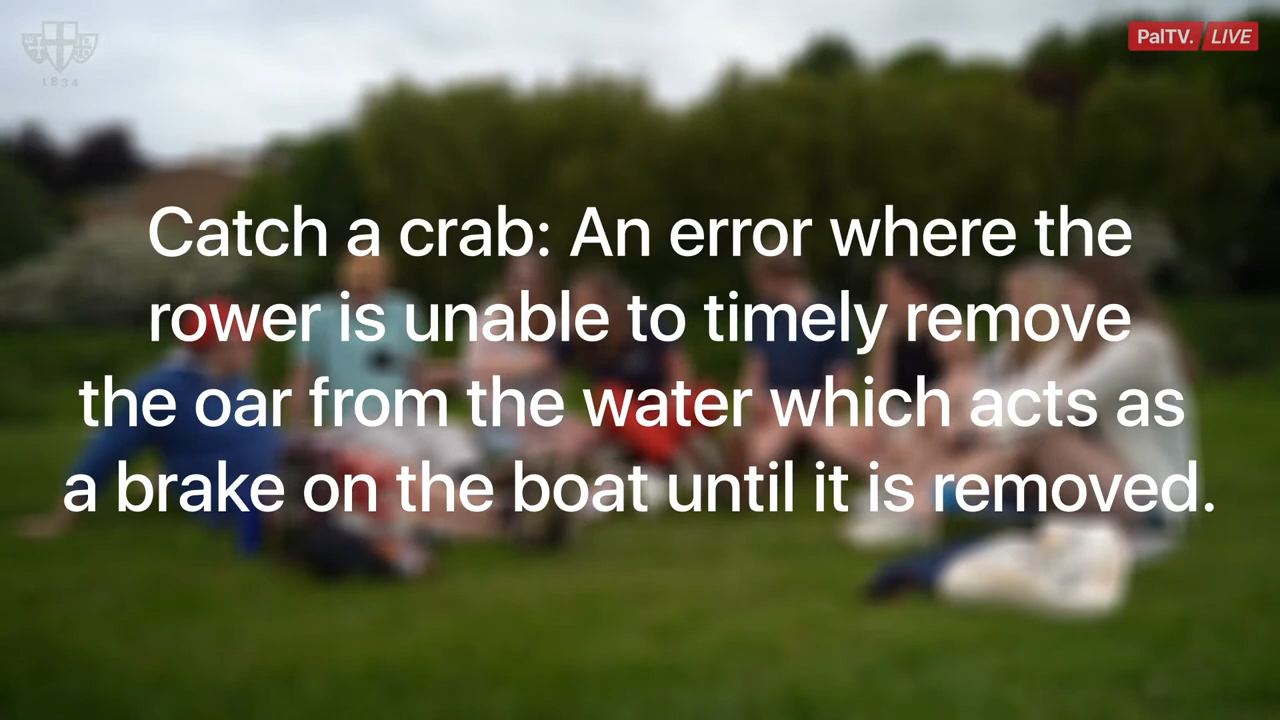 1834
PalTV. LIVE
Catch a crab: An error where the
rower is unable to timely remove
the oar from the water which acts as
a brake on the boat until it is removed.